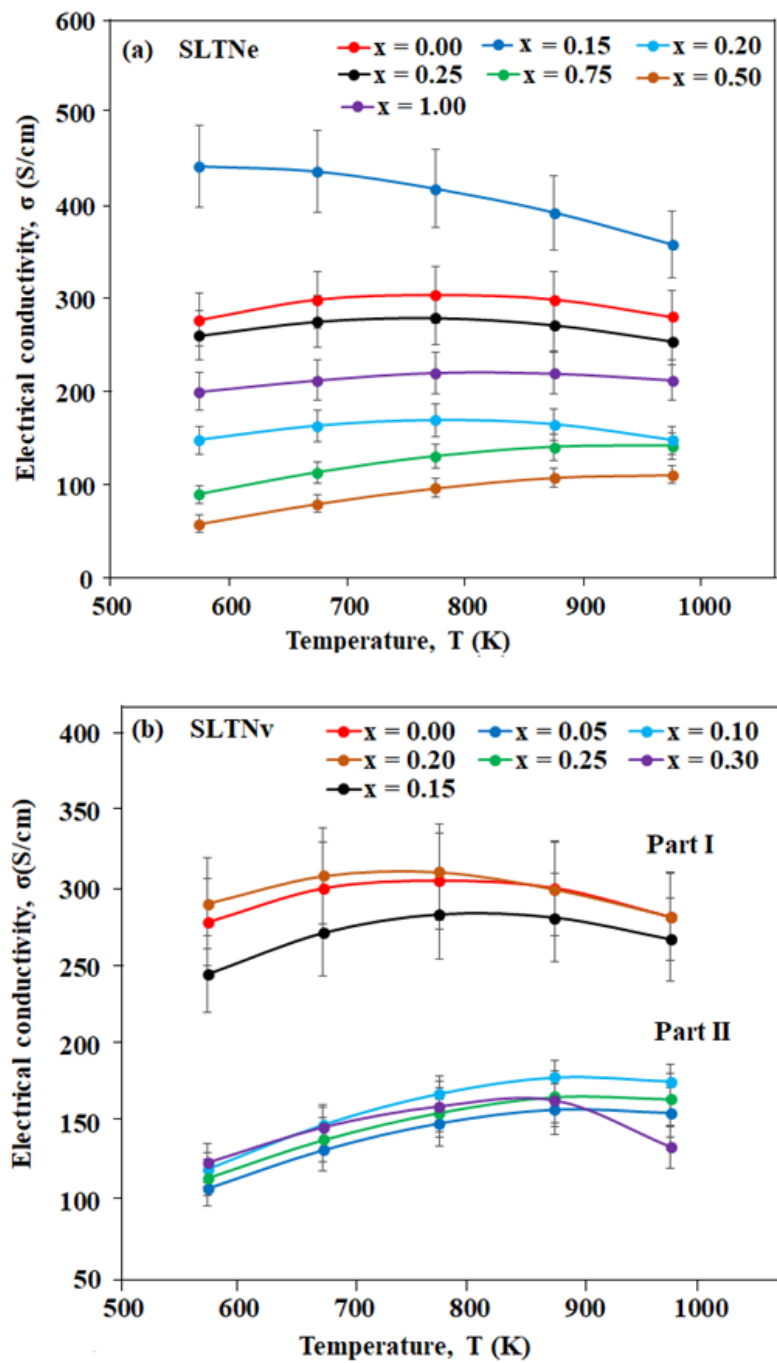 (a) SLTNe
x = 0.00 x = 0.15 x = 0.20
x = 0.25 x = 0.75 x = 0.50
x = 1.00
600
500
400
300
200
100
0
Electrical conductivity, σ (S/cm)
500 600 700 800 900 1000
Temperature, T (K)
(b) SLTNv
x = 0.00 x = 0.05 x = 0.10
x = 0.20 x = 0.25 x = 0.30
x = 0.15
Part I
Part II
400
350
300
250
200
150
100
50
Electrical conductivity, σ(S/cm)
500 600 700 800 900 1000
Temperature, T (K)